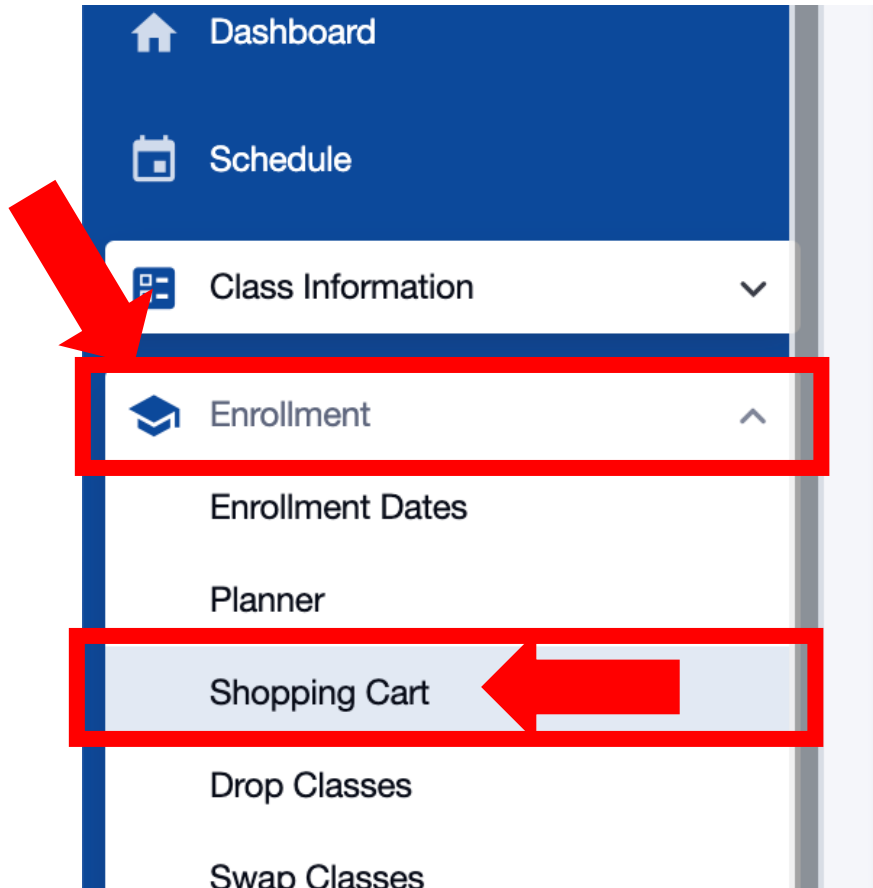 Dashboard
Schedule
Class Information
Enrollment
Enrollment Dates
Planner
Shopping Cart
Drop Classes
Swap Classes